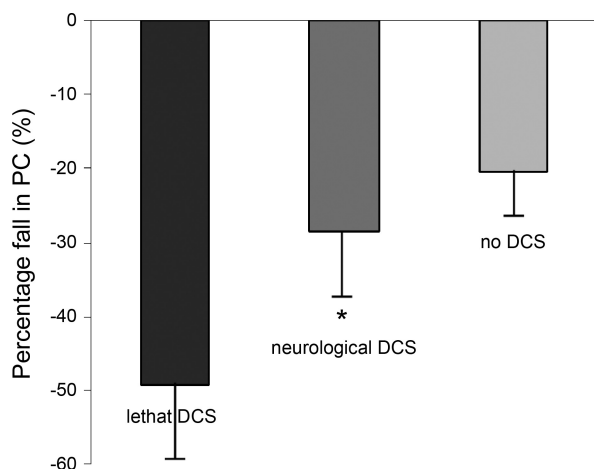 Percentage fall in PC (%)
0
-10
-20
-30
-40
-50
-60
lethat DCS
*
neurological DCS
no DCS